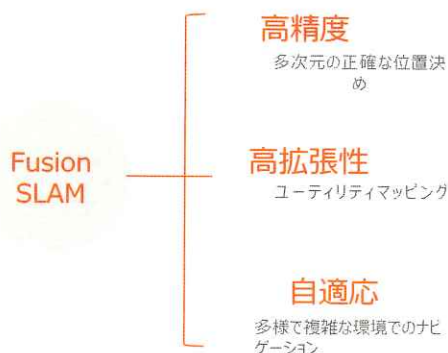 Fusion
SLAM
高精度
多次元の正確な位置決
め
高拡張性
ユーティリティマッピング
自適応
多様で複雑な環境でのナビ
ゲーション